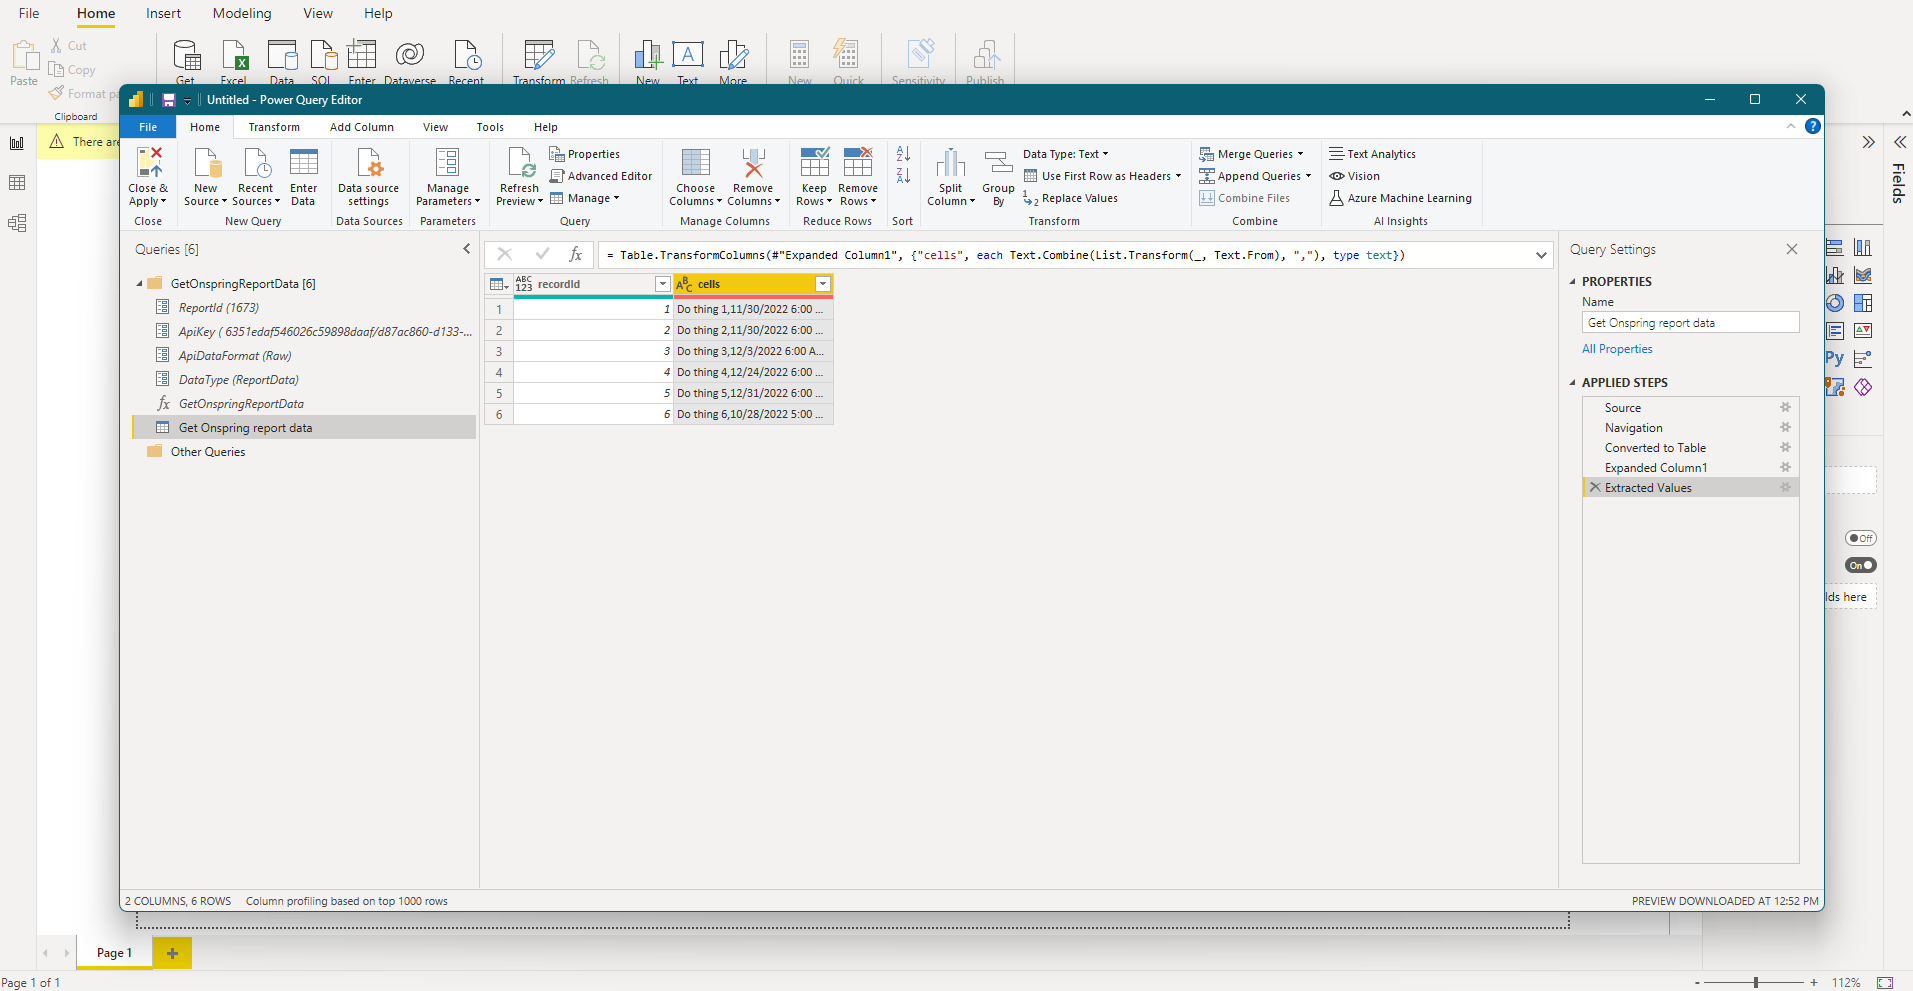 File Home Insert Modeling View Help
Paste Cut Copy Format pa
Get Excel Data SQL Enter Dataverse Recent Transform Refresh New Text More New Quick Sensitivity Publish
Clipboard
There are
Untitled - Power Query Editor
File Home Transform Add Column View Tools Help
Close & Apply
New Source
Recent Sources
Enter Data
Data source settings
Manage Parameters
Refresh Preview
Properties
Advanced Editor
Manage
Choose Columns
Remove Columns
Keep Rows
Remove Rows
Split Column
Group By
Data Type: Text
Use First Row as Headers
Replace Values
Merge Queries
Append Queries
Combine Files
Text Analytics
Vision
Azure Machine Learning
Close New Query Data Sources Parameters Query Manage Columns Reduce Rows Sort Transform Combine AI Insights
Fields
Queries [6]
GetOnspringReportData [6]
ReportId (1673)
ApiKey ( 6351edaf546026c59898daaf/d87ac860-d133-...
ApiDataFormat (Raw)
DataType (ReportData)
fx GetOnspringReportData
Get Onspring report data
Other Queries
fx = Table.TransformColumns(#"Expanded Column1", {"cells", each Text.Combine(List.Transform(_, Text.From), ","), type text})
ABC 123 recordId ABC cells
1 1 Do thing 1,11/30/2022 6:00 ...
2 2 Do thing 2,11/30/2022 6:00 ...
3 3 Do thing 3,12/3/2022 6:00 A...
4 4 Do thing 4,12/24/2022 6:00 ...
5 5 Do thing 5,12/31/2022 6:00 ...
6 6 Do thing 6,10/28/2022 5:00 ...
Query Settings
PROPERTIES
Name
Get Onspring report data
All Properties
APPLIED STEPS
Source
Navigation
Converted to Table
Expanded Column1
Extracted Values
Py
Off
On
lds here
2 COLUMNS, 6 ROWS Column profiling based on top 1000 rows
PREVIEW DOWNLOADED AT 12:52 PM
Page 1 +
Page 1 of 1
- + 112%